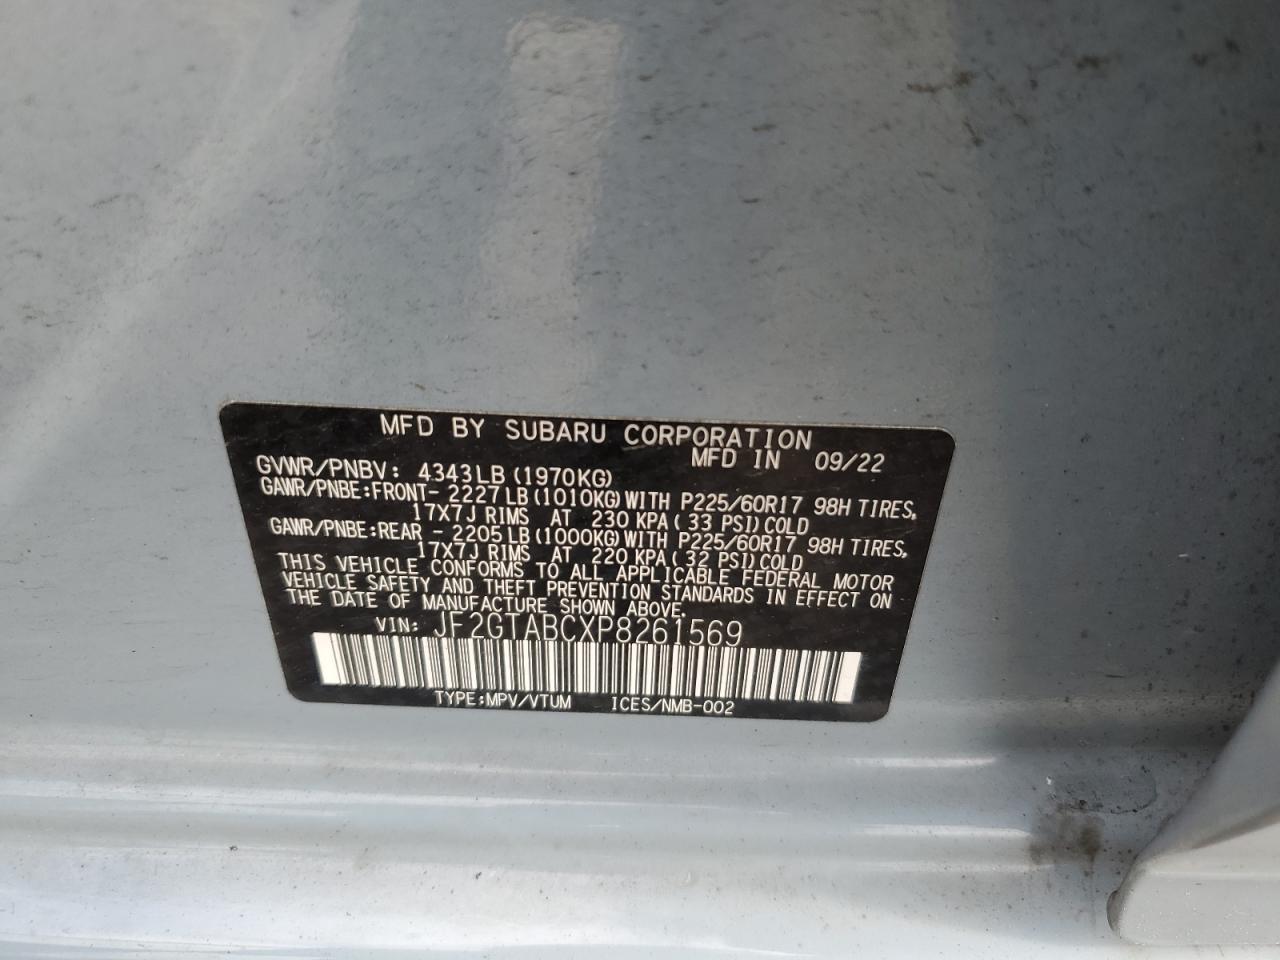 MFD BY SUBARU CORPORATION
MFD IN 09/22
GVWR/PNBV: 4343LB (1970KG)
GAWR/PNBE:FRONT- 2227LB(1010KG)WITH P225/60R17 98H TIRES,
17X7J RIMS AT 230 KPA( 33 PSI)COLD
GAWR/PNBE:REAR - 2205LB(1000KG)WITH P225/60R17 98H TIRES,
17X7J RIMS AT 220 KPA( 32 PSI)COLD
THIS VEHICLE CONFORMS TO ALL APPLICABLE FEDERAL MOTOR
VEHICLE SAFETY AND THEFT PREVENTION STANDARDS IN EFFECT ON
THE DATE OF MANUFACTURE SHOWN ABOVE.
VIN: JF2GTABCXP8261569
TYPE:MPV/VTUM ICES/NMB-002